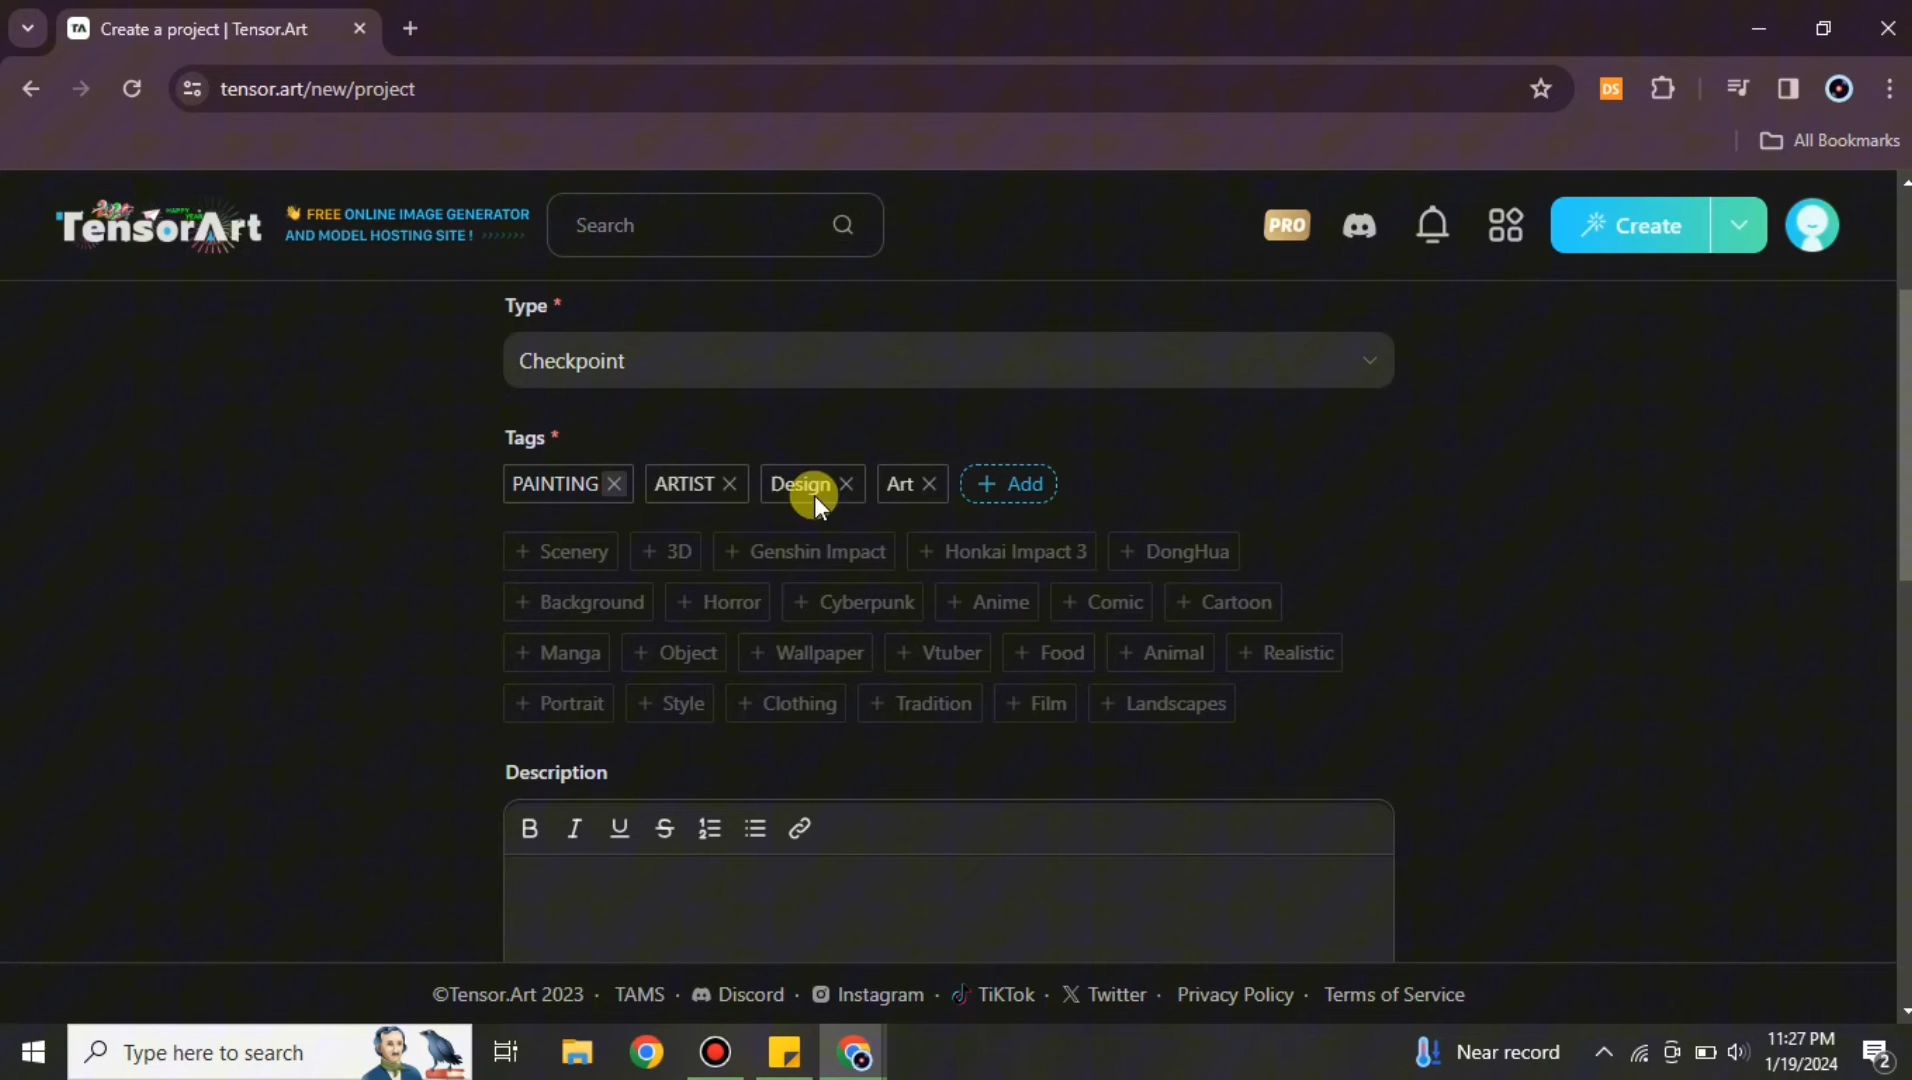 Create a project | Tensor.Art
tensor.art/new/project
DS
All Bookmarks
TensorArt
FREE ONLINE IMAGE GENERATOR
AND MODEL HOSTING SITE ! >>>>>>>
Search
PRO
Create
Type *
Checkpoint
Tags *
PAINTING ARTIST Design Art + Add
+ Scenery + 3D + Genshin Impact + Honkai Impact 3 + DongHua
+ Background + Horror + Cyberpunk + Anime + Comic + Cartoon
+ Manga + Object + Wallpaper + Vtuber + Food + Animal + Realistic
+ Portrait + Style + Clothing + Tradition + Film + Landscapes
Description
B I U S
©Tensor.Art 2023 · TAMS · Discord · Instagram · TiKTok · Twitter · Privacy Policy · Terms of Service
Type here to search
Near record
11:27 PM
1/19/2024
2